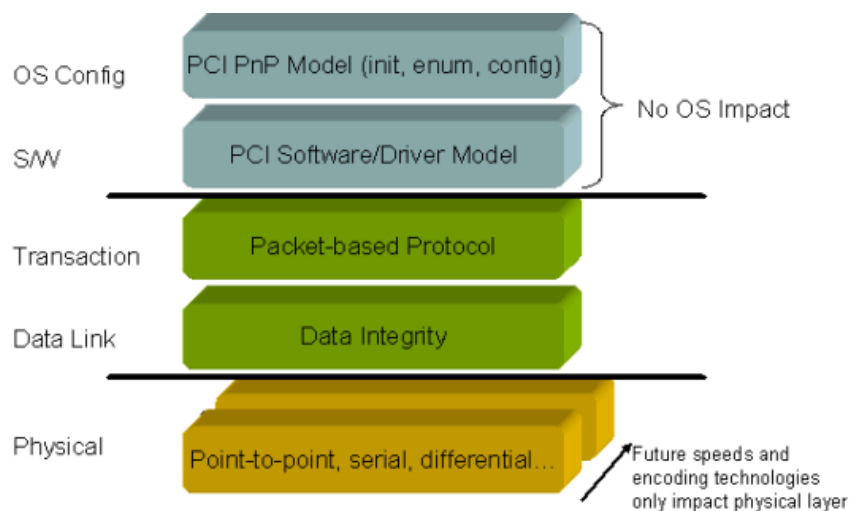 OS Config
PCI PnP Model (init, enum, config)
No OS Impact
S/W
PCI Software/Driver Model
Transaction
Packet-based Protocol
Data Link
Data Integrity
Physical
Point-to-point, serial, differential...
Future speeds and
encoding technologies
only impact physical layer